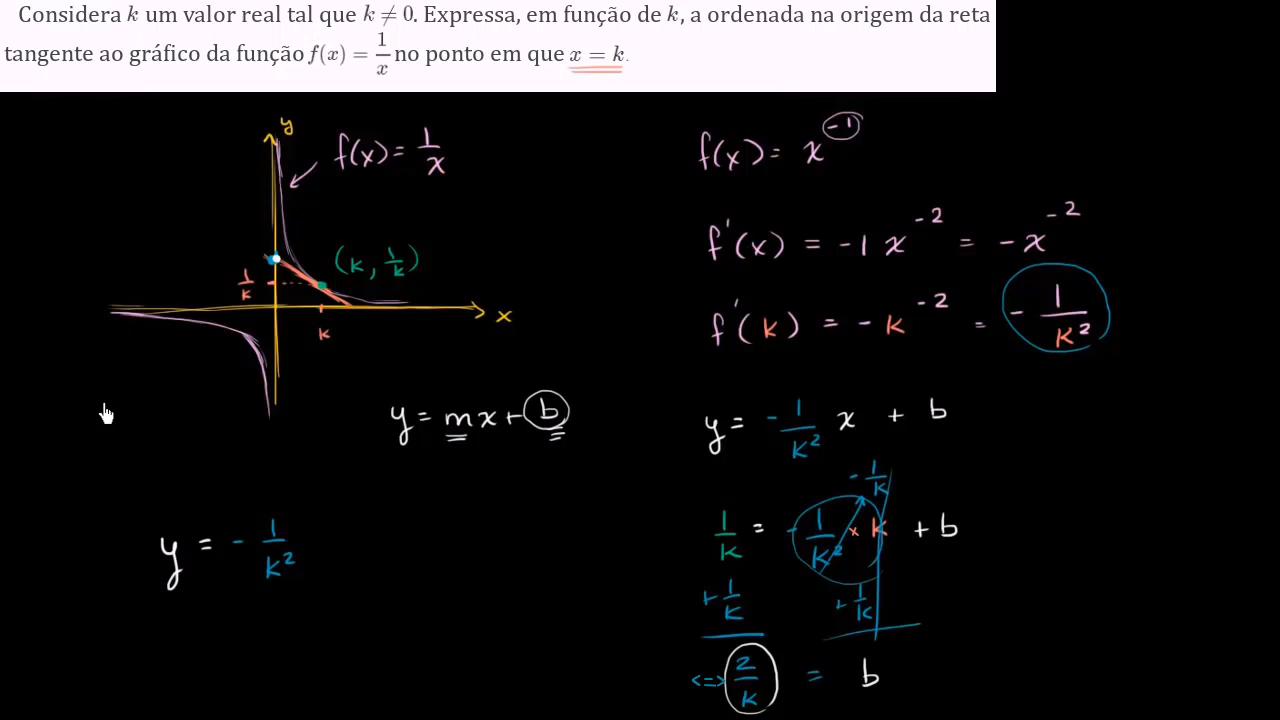 Considera k um valor real tal que k ≠ 0. Expressa, em função de k, a ordenada na origem da reta
tangente ao gráfico da função f(x) = 1/x no ponto em que x = k.
y
f(x) = 1/x
(k, 1/k)
1/k
k
x
y = mx + b
y = - 1/k²
f(x) = x⁻¹
f'(x) = -1 x⁻² = -x⁻²
f'(k) = -k⁻² = - 1/k²
y = - 1/k² x + b
- 1/k
1/k = - 1/k² × k + b
+ 1/k + 1/k
<=> 2/k = b